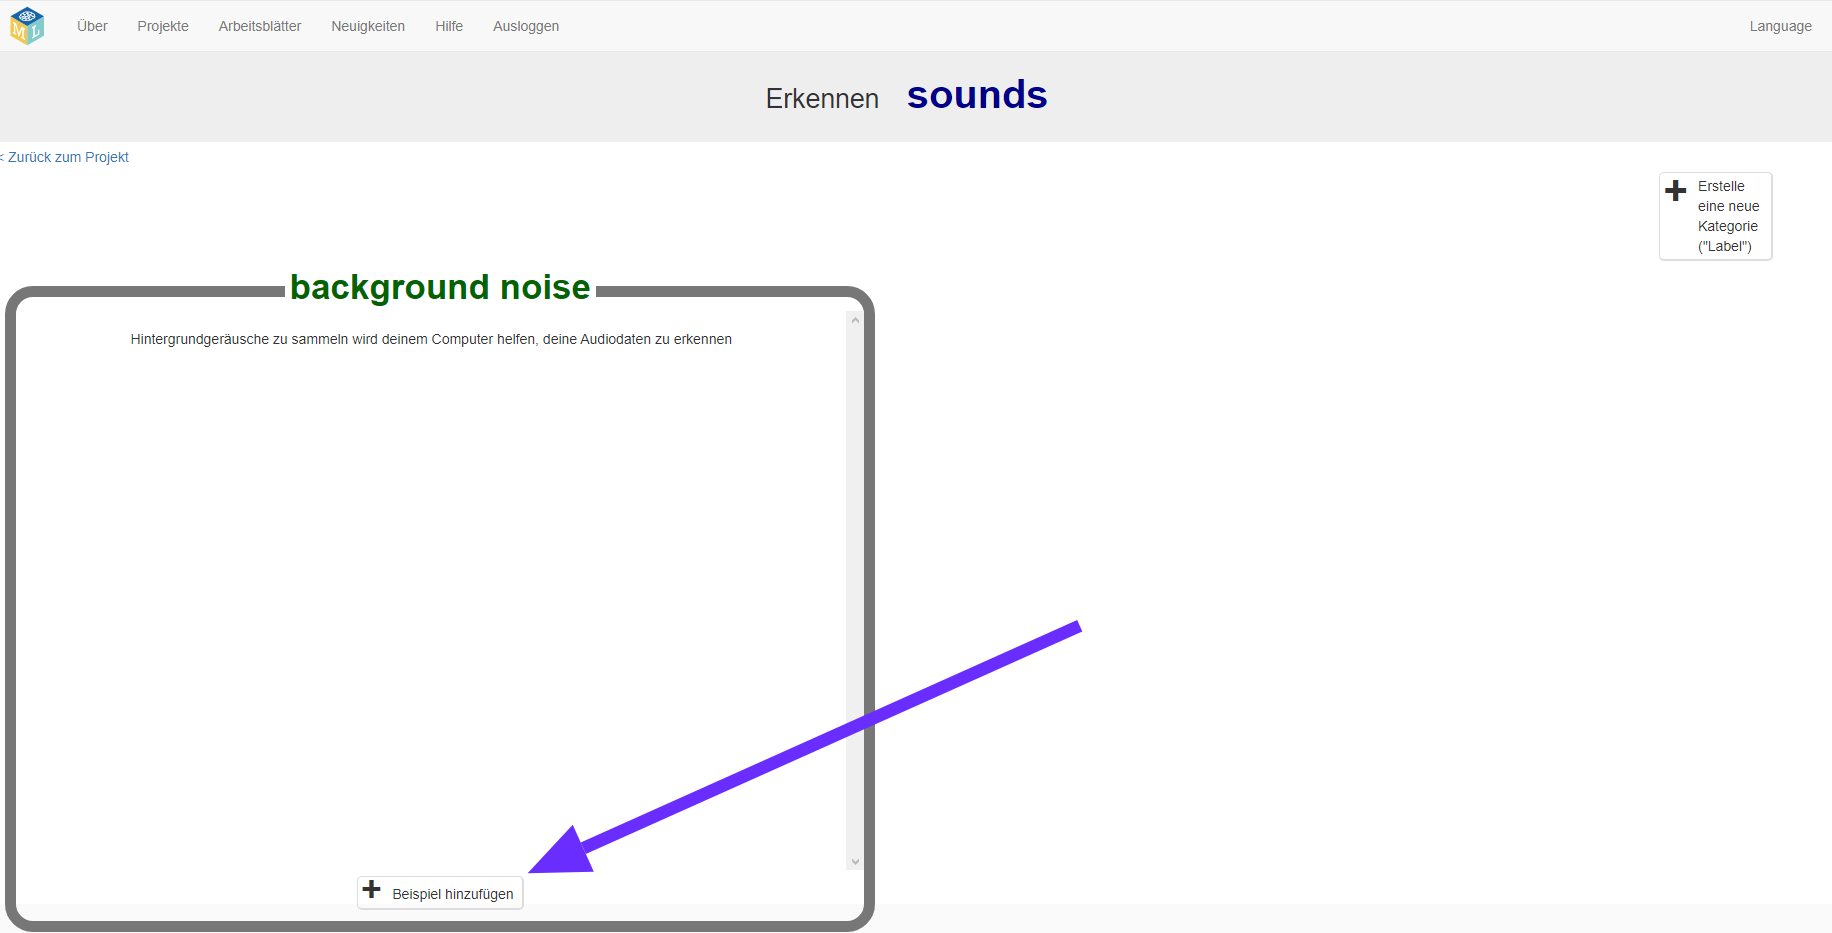 M L
Über Projekte Arbeitsblätter Neuigkeiten Hilfe Ausloggen Language
Erkennen sounds
< Zurück zum Projekt
Erstelle
eine neue
Kategorie
("Label")
background noise
Hintergrundgeräusche zu sammeln wird deinem Computer helfen, deine Audiodaten zu erkennen
Beispiel hinzufügen